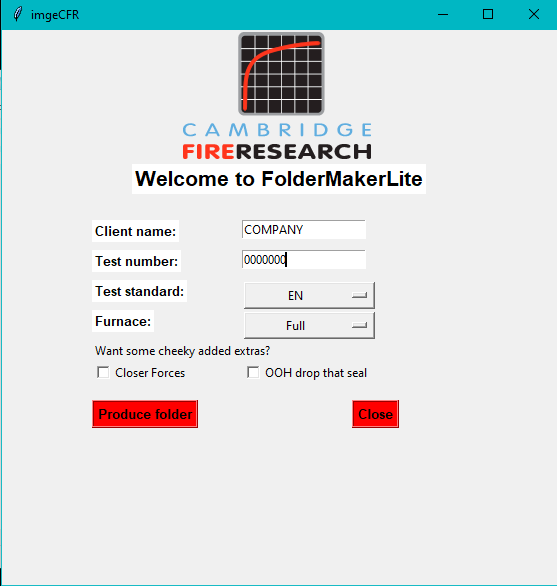 imgeCFR
CAMBRIDGE
FIRERESEARCH
Welcome to FolderMakerLite
Client name: COMPANY
Test number: 0000000
Test standard: EN
Furnace: Full
Want some cheeky added extras?
Closer Forces OOH drop that seal
Produce folder Close